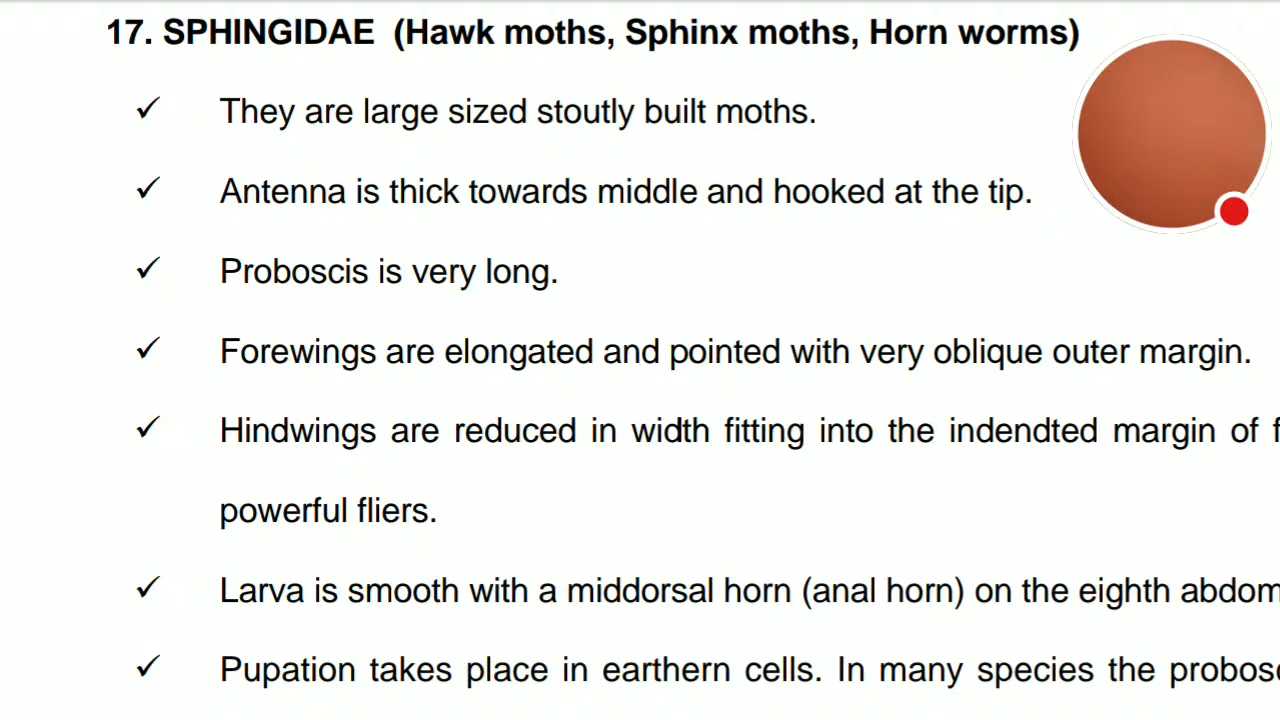 17. SPHINGIDAE (Hawk moths, Sphinx moths, Horn worms)
✓ They are large sized stoutly built moths.
✓ Antenna is thick towards middle and hooked at the tip.
✓ Proboscis is very long.
✓ Forewings are elongated and pointed with very oblique outer margin.
✓ Hindwings are reduced in width fitting into the indendted margin of
powerful fliers.
✓ Larva is smooth with a middorsal horn (anal horn) on the eighth
✓ Pupation takes place in earthern cells. In many species the